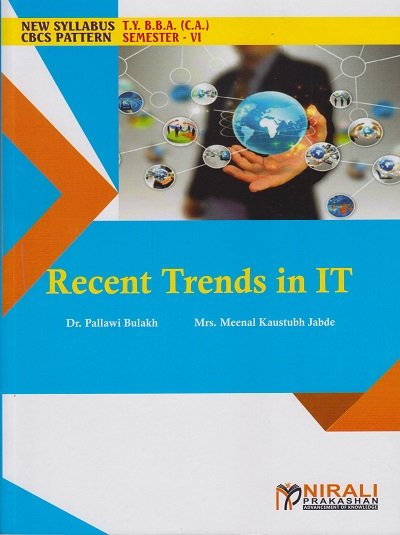 NEW SYLLABUS T.Y. B.B.A. (C.A.)
CBCS PATTERN SEMESTER - VI
Recent Trends in IT
Dr. Pallawi Bulakh Mrs. Meenal Kaustubh Jabde
NIRALI
PRAKASHAN
ADVANCEMENT OF KNOWLEDGE